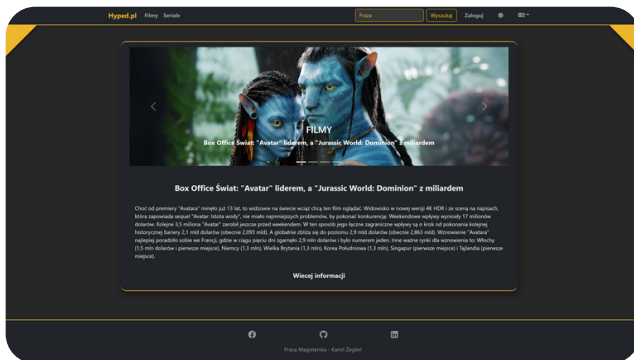 Hyped.pl Filmy Seriale Fraza Wyszukaj Zaloguj
FILMY
Box Office Świat: "Avatar" liderem, a "Jurassic World: Dominion" z miliardem
Box Office Świat: "Avatar" liderem, a "Jurassic World: Dominion" z miliardem
Choć od premiery "Avatara" minęło już 13 lat, to widzowie na świecie wciąż chcą ten film oglądać. Widowisko w nowej wersji 4K HDR i ze sceną na napisach,
która zapowiada sequel "Avatar: Istota wody", nie miało najmniejszych problemów, by pokonać konkurencję. Weekendowe wpływy wyniosły 17 milionów
dolarów. Kolejne 3,5 miliona "Avatar" zarobił jeszcze przed weekendem. W ten sposób jego łączne zagraniczne wpływy są o krok od pokonania kolejnej
historycznej bariery 2,1 mld dolarów (obecnie 2,093 mld). A globalnie zbliża się do poziomu 2,9 mld dolarów (obecnie 2,863 mld). Wznowienie "Avatara"
najlepiej poradziło sobie we Francji, gdzie w ciągu pięciu dni zgarnęło 2,9 mln dolarów i było numerem jeden. Inne ważne rynki dla wznowienia to: Włochy
(1,5 mln dolarów i pierwsze miejsce), Niemcy (1,3 mln), Wielka Brytania (1,3 mln), Korea Południowa (1,3 mln), Singapur (pierwsze miejsce) i Tajlandia (pierwsze
miejsce).
Wiecej informacji
Praca Magisterska - Kamil Żegleń